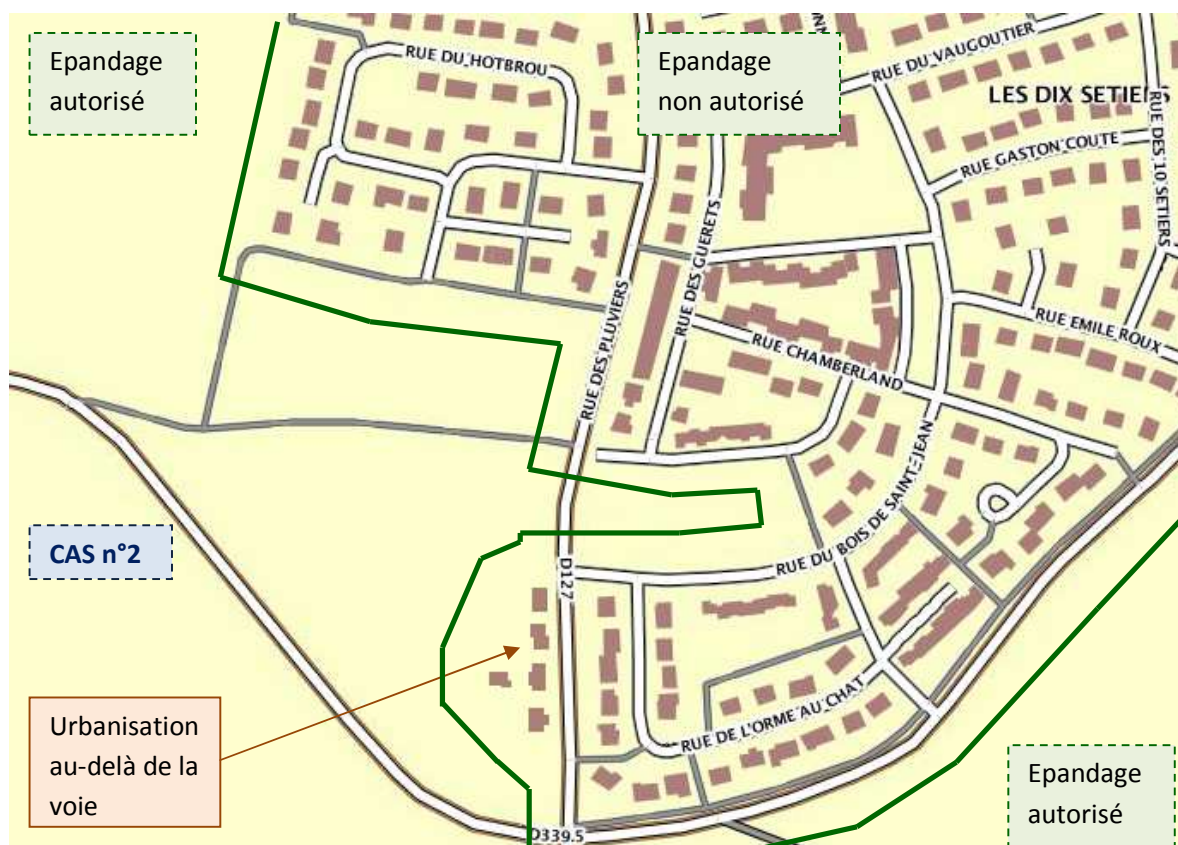 Epandage
autorisé
RUE DU HOTBROU
Epandage
non autorisé
RUE DU VAUGOUTIER
LES DIX SETIERS
RUE GASTON COUTE
RUE DES 10 SETIERS
RUE DES GUERETS
RUE DES PLUVIERS
RUE CHAMBERLAND
RUE EMILE ROUX
RUE DU BOIS DE SAINT-JEAN
CAS n°2
D127
Urbanisation
au-delà de la
voie
RUE DE L'ORME AU CHAT
Epandage
autorisé
D339.5